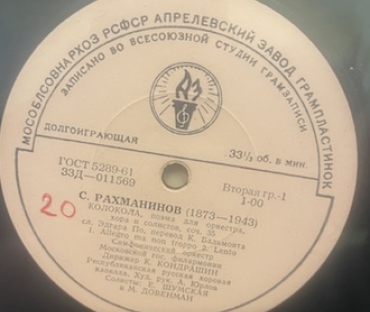 МОСОБЛСОВНАРХОЗ РСФСР АПРЕЛЕВСКИЙ ЗАВОД ГРАМПЛАСТИНОК
ЗАПИСАНО ВО ВСЕСОЮЗНОЙ СТУДИИ ГРАМЗАПИСИ
ДОЛГОИГРАЮЩАЯ
33⅓ об. в мин.
ГОСТ 5289-61
33Д—011569
Вторая гр.-1
1-00
20
С. РАХМАНИНОВ (1873—1943)
КОЛОКОЛА, поэма для оркестра,
хора и солистов, соч. 35
сл. Эдгара По, перевод К. Бальмонта
1. Allegro ma non troppo 2. Lento
Симфонический оркестр
Московской гос. филармонии
Дирижер К. КОНДРАШИН
Республиканская русская хоровая
капелла. Худ. рук. А. Юрлов
Солисты: Е. ШУМСКАЯ
и М. ДОВЕНМАН